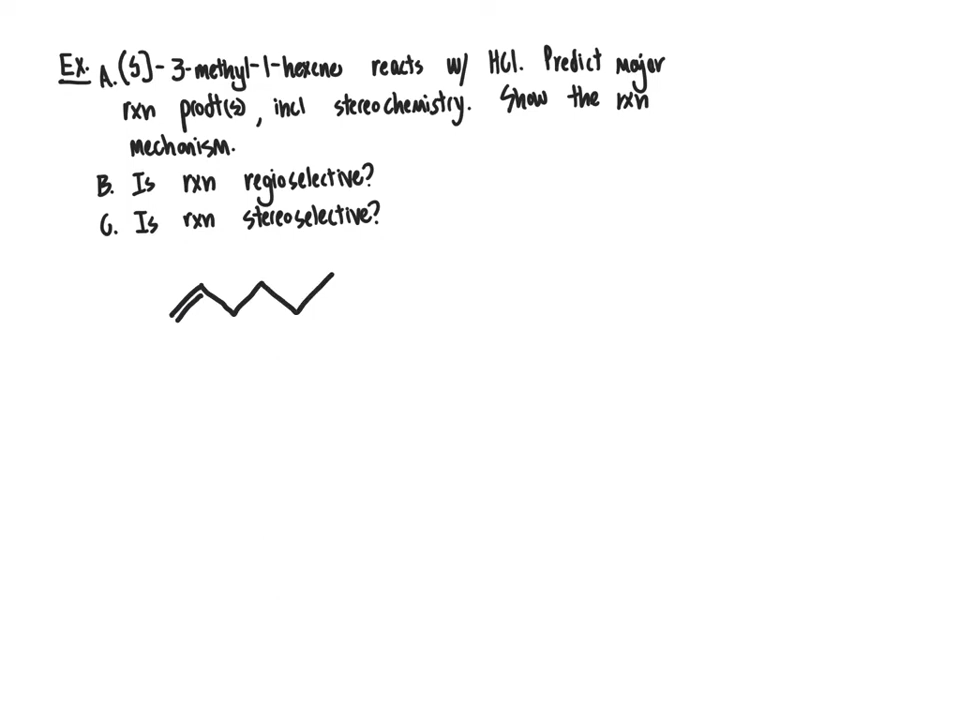 Ex. A. (S)-3-methyl-1-hexene reacts w/ HCl. Predict major
rxn prodt(s), incl stereochemistry. Show the rxn
mechanism.
B. Is rxn regioselective?
C. Is rxn stereoselective?